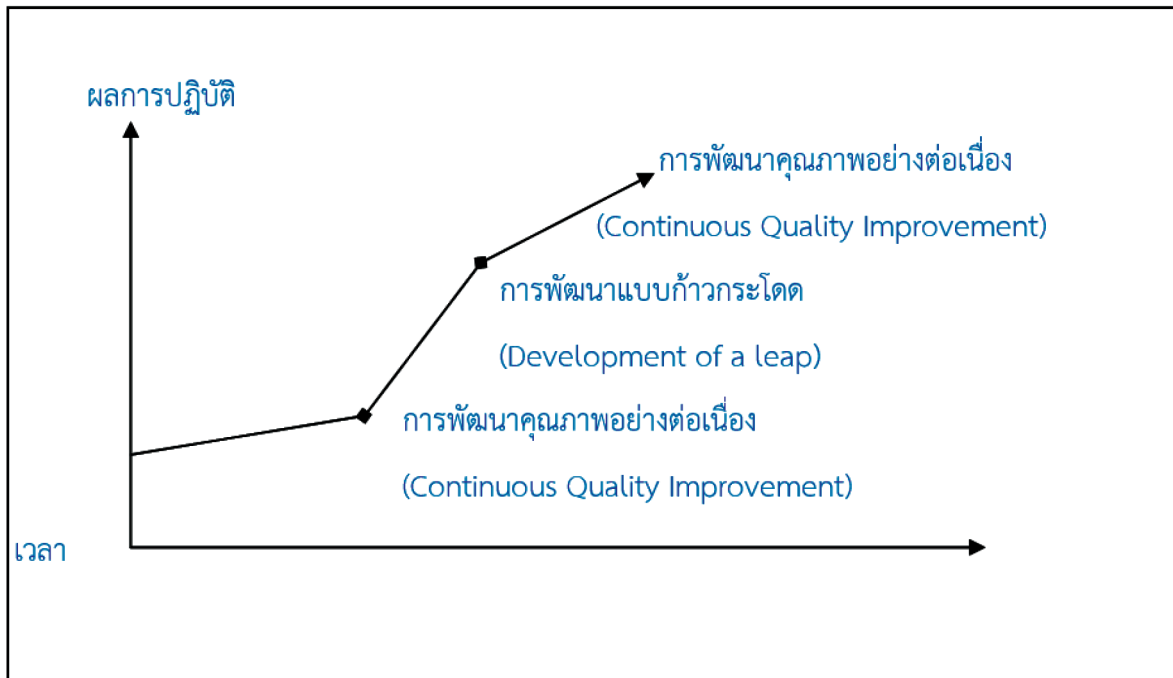 ผลการปฏิบัติ
การพัฒนาคุณภาพอย่างต่อเนื่อง
(Continuous Quality Improvement)
การพัฒนาแบบก้าวกระโดด
(Development of a leap)
การพัฒนาคุณภาพอย่างต่อเนื่อง
(Continuous Quality Improvement)
เวลา